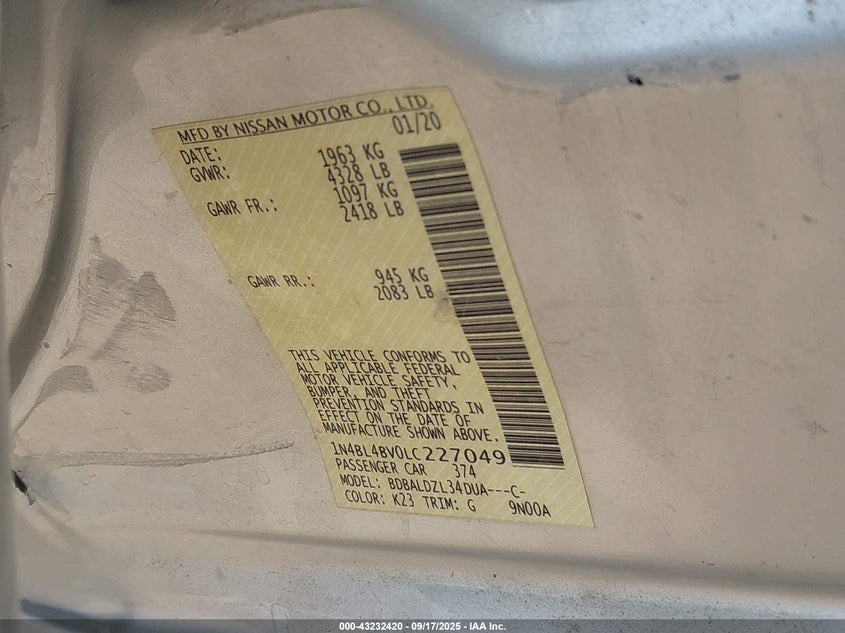 MFD BY NISSAN MOTOR CO., LTD.
DATE: 01/20
GVWR: 1963 KG
4328 LB
GAWR FR.: 1097 KG
2418 LB
GAWR RR.: 945 KG
2083 LB
THIS VEHICLE CONFORMS TO
ALL APPLICABLE FEDERAL
MOTOR VEHICLE SAFETY,
BUMPER, AND THEFT
PREVENTION STANDARDS IN
EFFECT ON THE DATE OF
MANUFACTURE SHOWN ABOVE.
1N4BL4BV0LC227049
PASSENGER CAR 374
MODEL: BDBALDZL34DUA---C-
COLOR: K23 TRIM: G 9N00A
000-43232420 - 09/17/2025 - IAA Inc.